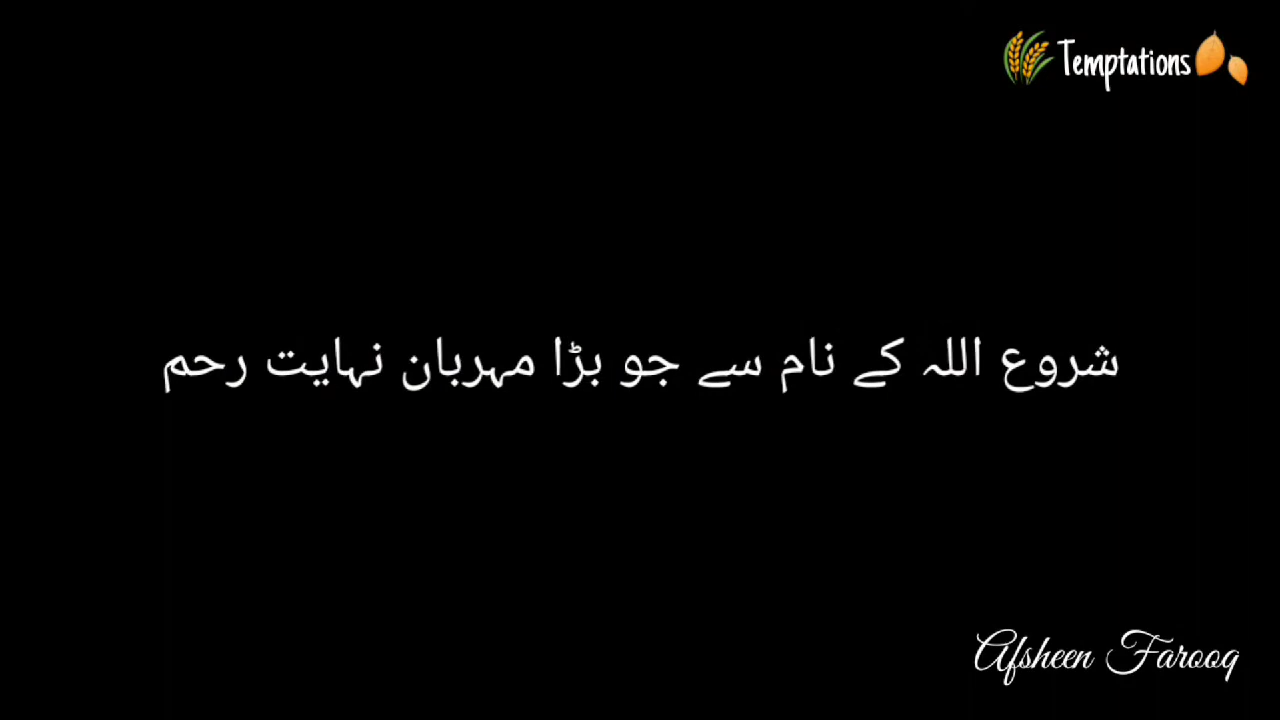 Temptations
شروع اللہ کے نام سے جو بڑا مہربان نہایت رحم
Afsheen Farooq